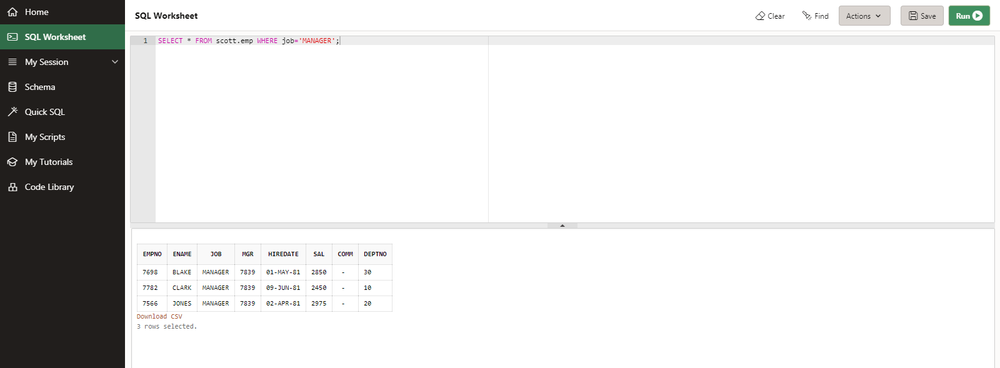 Home
SQL Worksheet
My Session
Schema
Quick SQL
My Scripts
My Tutorials
Code Library
SQL Worksheet
Clear Find Actions Save Run
1 SELECT * FROM scott.emp WHERE job='MANAGER';
EMPNO ENAME JOB MGR HIREDATE SAL COMM DEPTNO
7698 BLAKE MANAGER 7839 01-MAY-81 2850 - 30
7782 CLARK MANAGER 7839 09-JUN-81 2450 - 10
7566 JONES MANAGER 7839 02-APR-81 2975 - 20
Download CSV
3 rows selected.